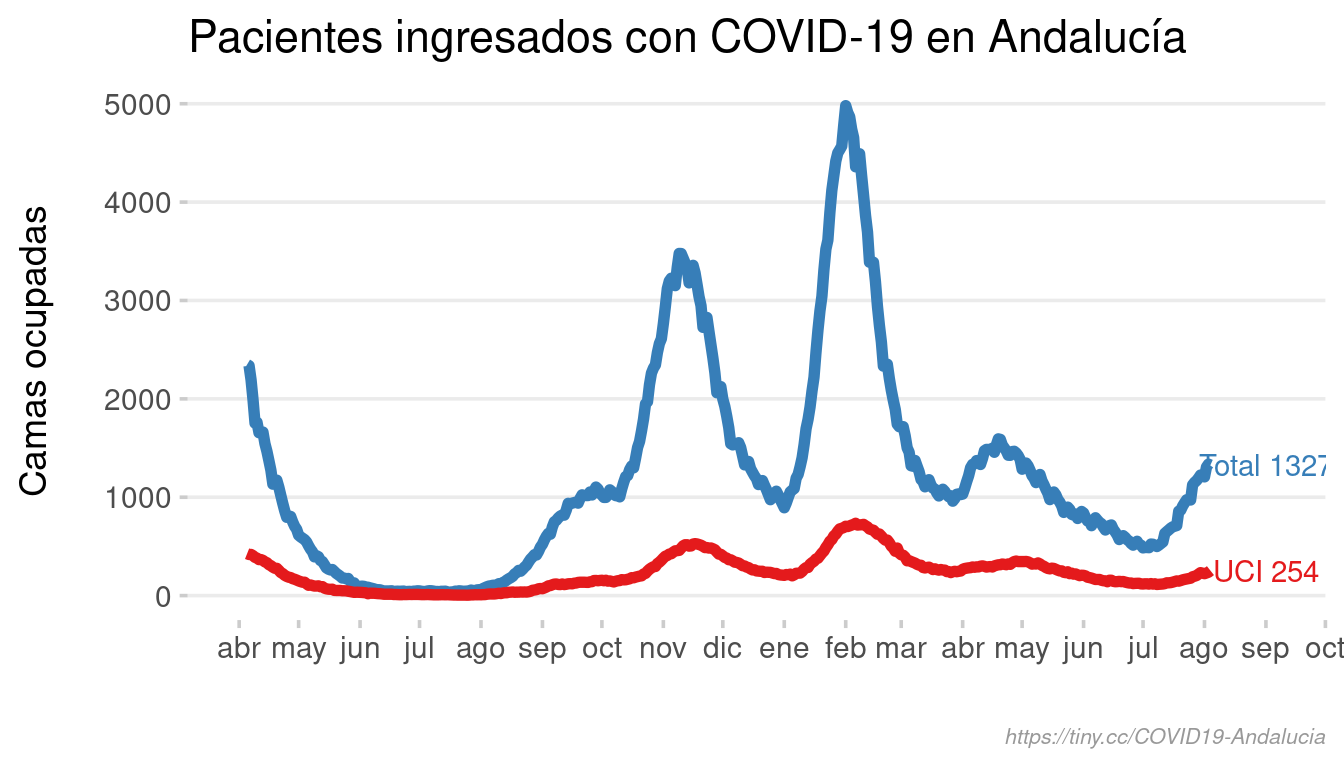 Pacientes ingresados con COVID-19 en Andalucía
Camas ocupadas
5000
4000
3000
2000
1000
0
Total 1327
UCI 254
abr may jun jul ago sep oct nov dic ene feb mar abr may jun jul ago sep oct
https://tiny.cc/COVID19-Andalucia